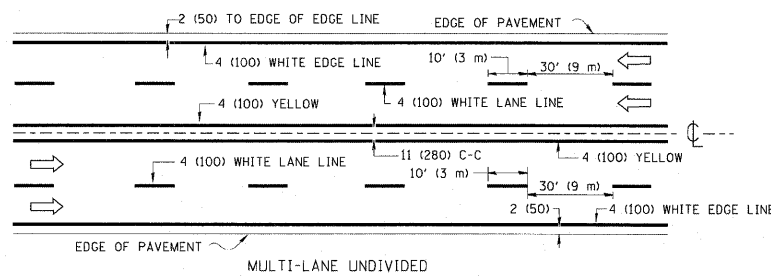 2 (50) TO EDGE OF EDGE LINE
EDGE OF PAVEMENT
4 (100) WHITE EDGE LINE
10' (3 m)
30' (9 m)
4 (100) WHITE LANE LINE
4 (100) YELLOW
℄
4 (100) WHITE LANE LINE
11 (280) C-C
4 (100) YELLOW
10' (3 m)
30' (9 m)
2 (50)
4 (100) WHITE EDGE LINE
EDGE OF PAVEMENT
MULTI-LANE UNDIVIDED